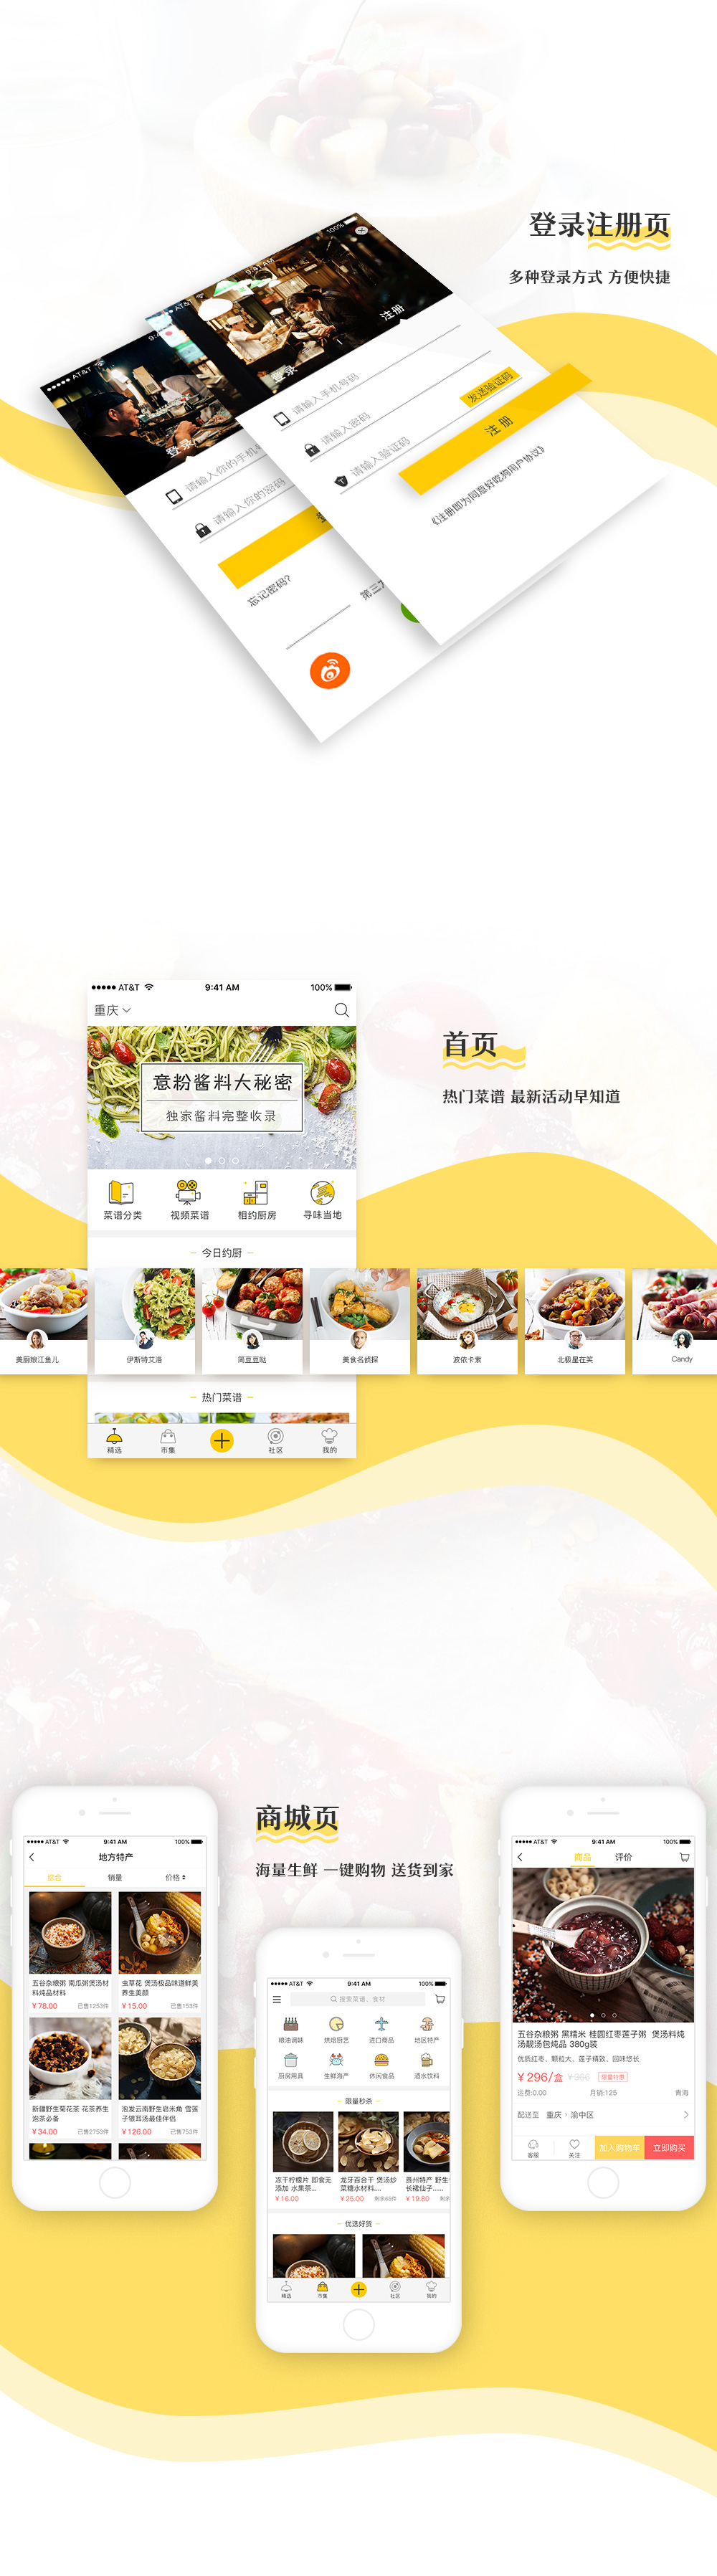 登录注册页
多种登录方式 方便快捷
AT&T
9:41 AM
100%
注册
登录
请输入手机号码
请输入密码
发送验证码
请输入验证码
注 册
《注册即为同意好吃狗用户协议》
AT&T
登录
请输入你的手机号
请输入你的密码
忘记密码?
AT&T
9:41 AM
100%
重庆
意粉酱料大秘密
独家酱料完整收录
菜谱分类
视频菜谱
相约厨房
寻味当地
今日约厨
首页
热门菜谱 最新活动早知道
美厨娘江鱼儿
伊斯特艾洛
简豆豆哒
美食名侦探
波依卡索
北极星在笑
Candy
热门菜谱
精选
市集
社区
我的
商城页
海量生鲜 一键购物 送货到家
AT&T
9:41 AM
100%
地方特产
综合
销量
价格
五谷杂粮粥 南瓜粥煲汤材
料炖品材料
¥ 78.00
已售1253件
虫草花 煲汤极品味道鲜美
养生美颜
¥ 15.00
已售153件
新疆野生菊花茶 花茶养生
泡茶必备
¥ 34.00
已售2753件
泡发云南野生皂米角 雪莲
子银耳汤最佳伴侣
¥ 126.00
已售753件
AT&T
9:41 AM
100%
搜索菜谱、食材
粮油调味
烘焙厨艺
进口商品
地区特产
厨房用具
生鲜海产
休闲食品
酒水饮料
限量秒杀
冻干柠檬片 即食无
添加 水果茶...
¥ 16.00
龙牙百合干 煲汤炒
菜糖水材料...
¥ 25.00
剩余65件
贵州特产 野生
长裙仙子......
¥ 19.80
剩余4
优选好货
精选
市集
社区
我的
AT&T
9:41 AM
100%
商品
评价
五谷杂粮粥 黑糯米 桂圆红枣莲子粥 煲汤料炖
汤靓汤包炖品 380g装
优质红枣、颗粒大、莲子精致、回味悠长
¥ 296/盒
¥ 366
限量特惠
运费:0.00
月销:125
青海
配送至
重庆 > 渝中区
客服
关注
加入购物车
立即购买